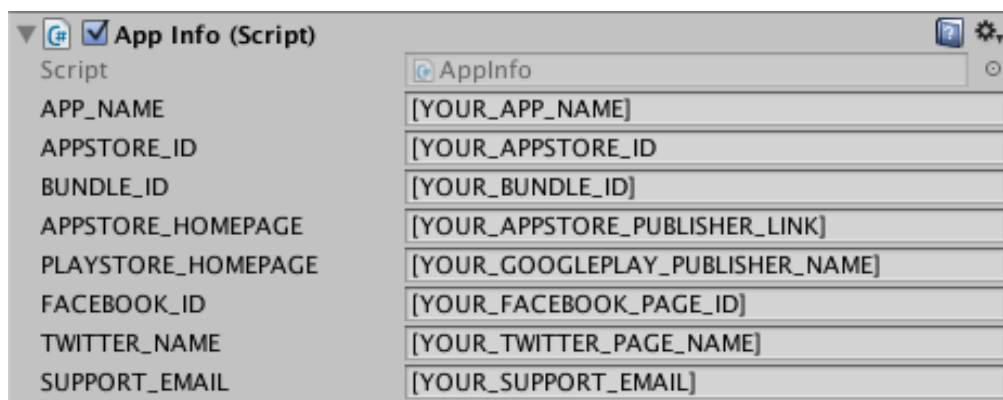 App Info (Script)
Script AppInfo
APP_NAME [YOUR_APP_NAME]
APPSTORE_ID [YOUR_APPSTORE_ID
BUNDLE_ID [YOUR_BUNDLE_ID]
APPSTORE_HOMEPAGE [YOUR_APPSTORE_PUBLISHER_LINK]
PLAYSTORE_HOMEPAGE [YOUR_GOOGLEPLAY_PUBLISHER_NAME]
FACEBOOK_ID [YOUR_FACEBOOK_PAGE_ID]
TWITTER_NAME [YOUR_TWITTER_PAGE_NAME]
SUPPORT_EMAIL [YOUR_SUPPORT_EMAIL]